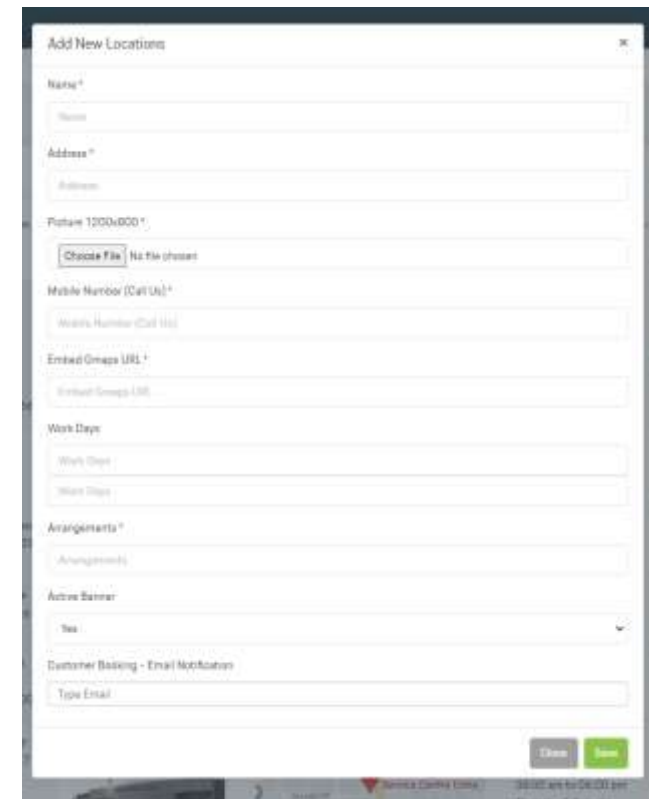 Add New Locations ×
Name *
Name
Address *
Address
Picture 1200x800 *
Choose File No file chosen
Mobile Number (Call Us) *
Mobile Number (Call Us)
Embed Gmaps URL *
Embed Gmaps URL
Work Days
Work Days
Work Days
Arrangements *
Arrangements
Active Banner
Yes
Customer Booking - Email Notification
Type Email
Close Save